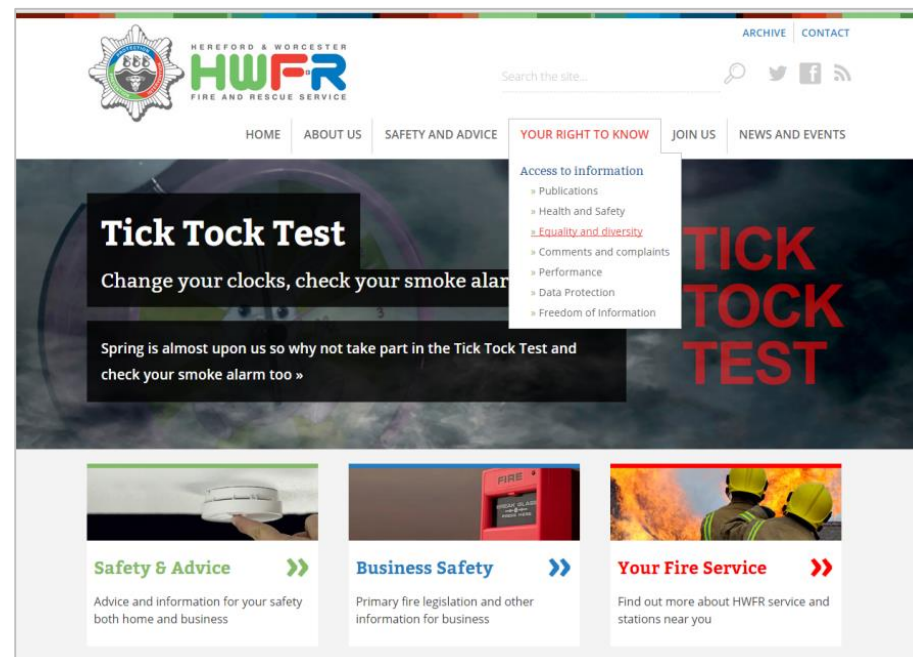 ARCHIVE CONTACT
HEREFORD & WORCESTER
HWFR
FIRE AND RESCUE SERVICE
Search the site...
HOME ABOUT US SAFETY AND ADVICE YOUR RIGHT TO KNOW JOIN US NEWS AND EVENTS
Access to information
» Publications
» Health and Safety
» Equality and diversity
» Comments and complaints
» Performance
» Data Protection
» Freedom of Information
Tick Tock Test
Change your clocks, check your smoke alar
Spring is almost upon us so why not take part in the Tick Tock Test and
check your smoke alarm too »
TICK
TOCK
TEST
3
FIRE
BREAK GLASS
PRESS HERE
Safety & Advice »
Advice and information for your safety
both home and business
Business Safety »
Primary fire legislation and other
information for business
Your Fire Service »
Find out more about HWFR service and
stations near you